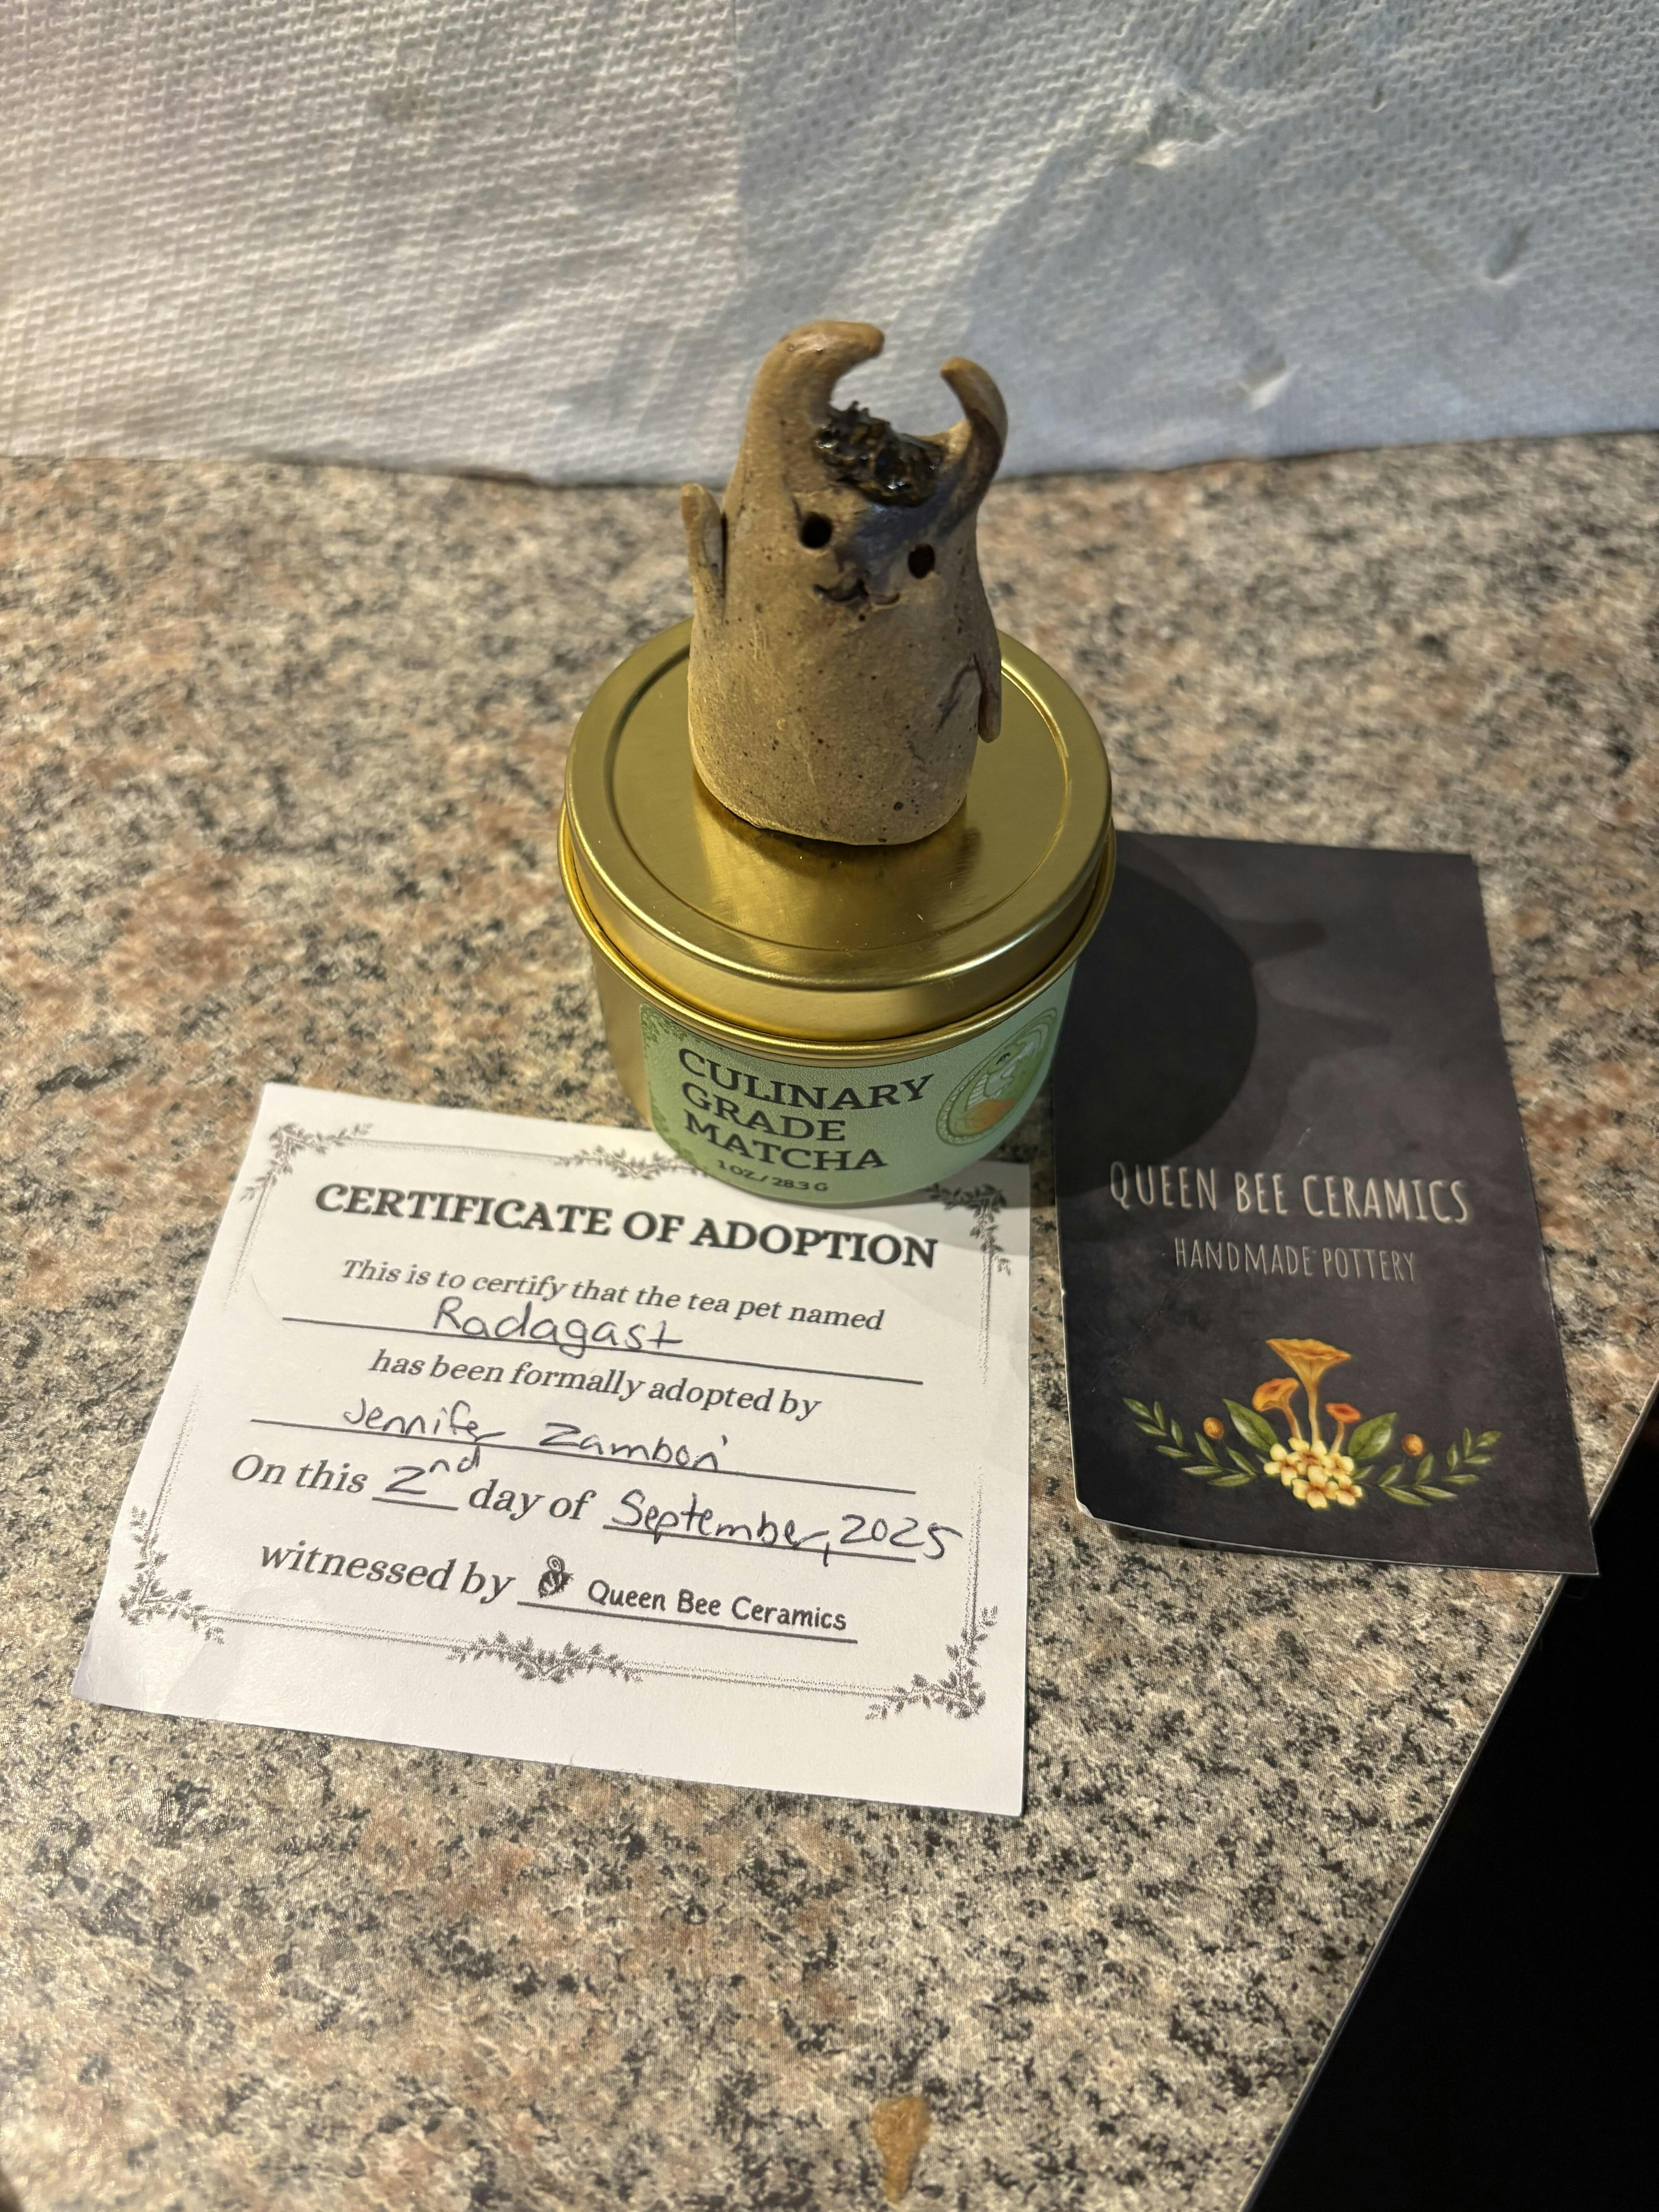 CULINARY
GRADE
MATCHA
1 OZ / 28.3 G
CERTIFICATE OF ADOPTION
This is to certify that the tea pet named
Radagast
has been formally adopted by
Jennifer Zamboni
On this 2nd day of September, 2025
witnessed by Queen Bee Ceramics
QUEEN BEE CERAMICS
HANDMADE POTTERY